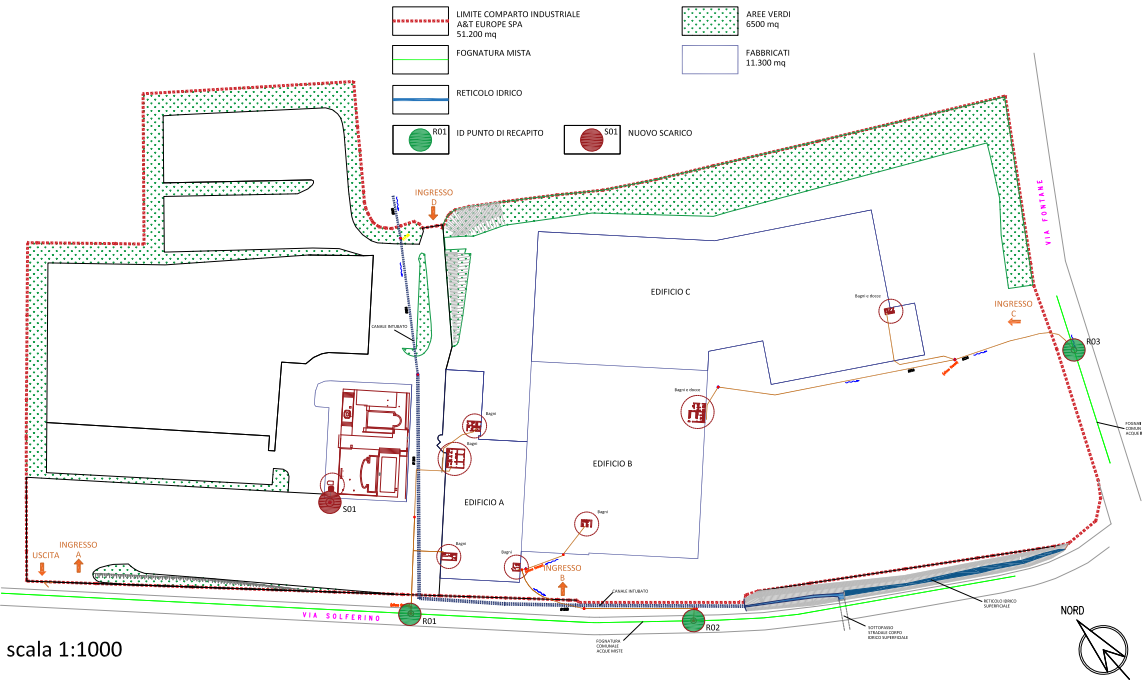 LIMITE COMPARTO INDUSTRIALE
A&T EUROPE SPA
51.200 mq
FOGNATURA MISTA
RETICOLO IDRICO
R01
ID PUNTO DI RECAPITO
S01
NUOVO SCARICO
AREE VERDI
6500 mq
FABBRICATI
11.300 mq
INGRESSO
D
VIA FONTANE
EDIFICIO C
Bagni e docce
INGRESSO
C
R03
CANALE INTUBATO
Bagni e docce
Bagni
Bagni
FOGNA
COMUN
ACQUE
EDIFICIO B
EDIFICIO A
S01
Bagni
Bagni
INGRESSO
A
USCITA
INGRESSO
B
CANALE INTUBATO
RETICOLO IDRICO
SUPERFICIALE
VIA SOLFERINO
R01
R02
FOGNATURA
COMUNALE
ACQUE MISTE
SOTTOPASSO
STRADALE CORPO
IDRICO SUPERFICIALE
NORD
scala 1:1000